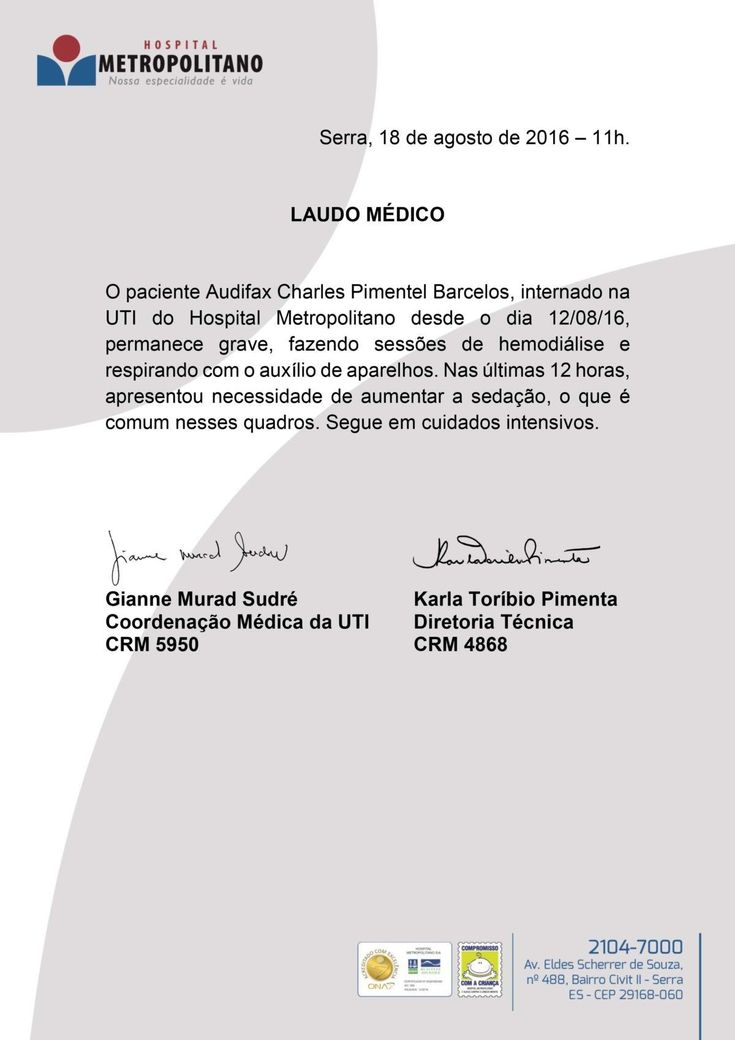 HOSPITAL
METROPOLITANO
Nossa especialidade é vida
Serra, 18 de agosto de 2016 – 11h.
LAUDO MÉDICO
O paciente Audifax Charles Pimentel Barcelos, internado na
UTI do Hospital Metropolitano desde o dia 12/08/16,
permanece grave, fazendo sessões de hemodiálise e
respirando com o auxílio de aparelhos. Nas últimas 12 horas,
apresentou necessidade de aumentar a sedação, o que é
comum nesses quadros. Segue em cuidados intensivos.
Gianne Murad Sudré
Gianne Murad Sudré
Coordenação Médica da UTI
CRM 5950
Karla Toríbio Pimenta
Diretoria Técnica
CRM 4868
ACREDITADO COM EXCELÊNCIA
ONA
HOSPITAL
METROPOLITANO S/A
COMPROMISSO
COM A CRIANÇA
2104-7000
Av. Eldes Scherrer de Souza,
nº 488, Bairro CIvit II - Serra
ES - CEP 29168-060